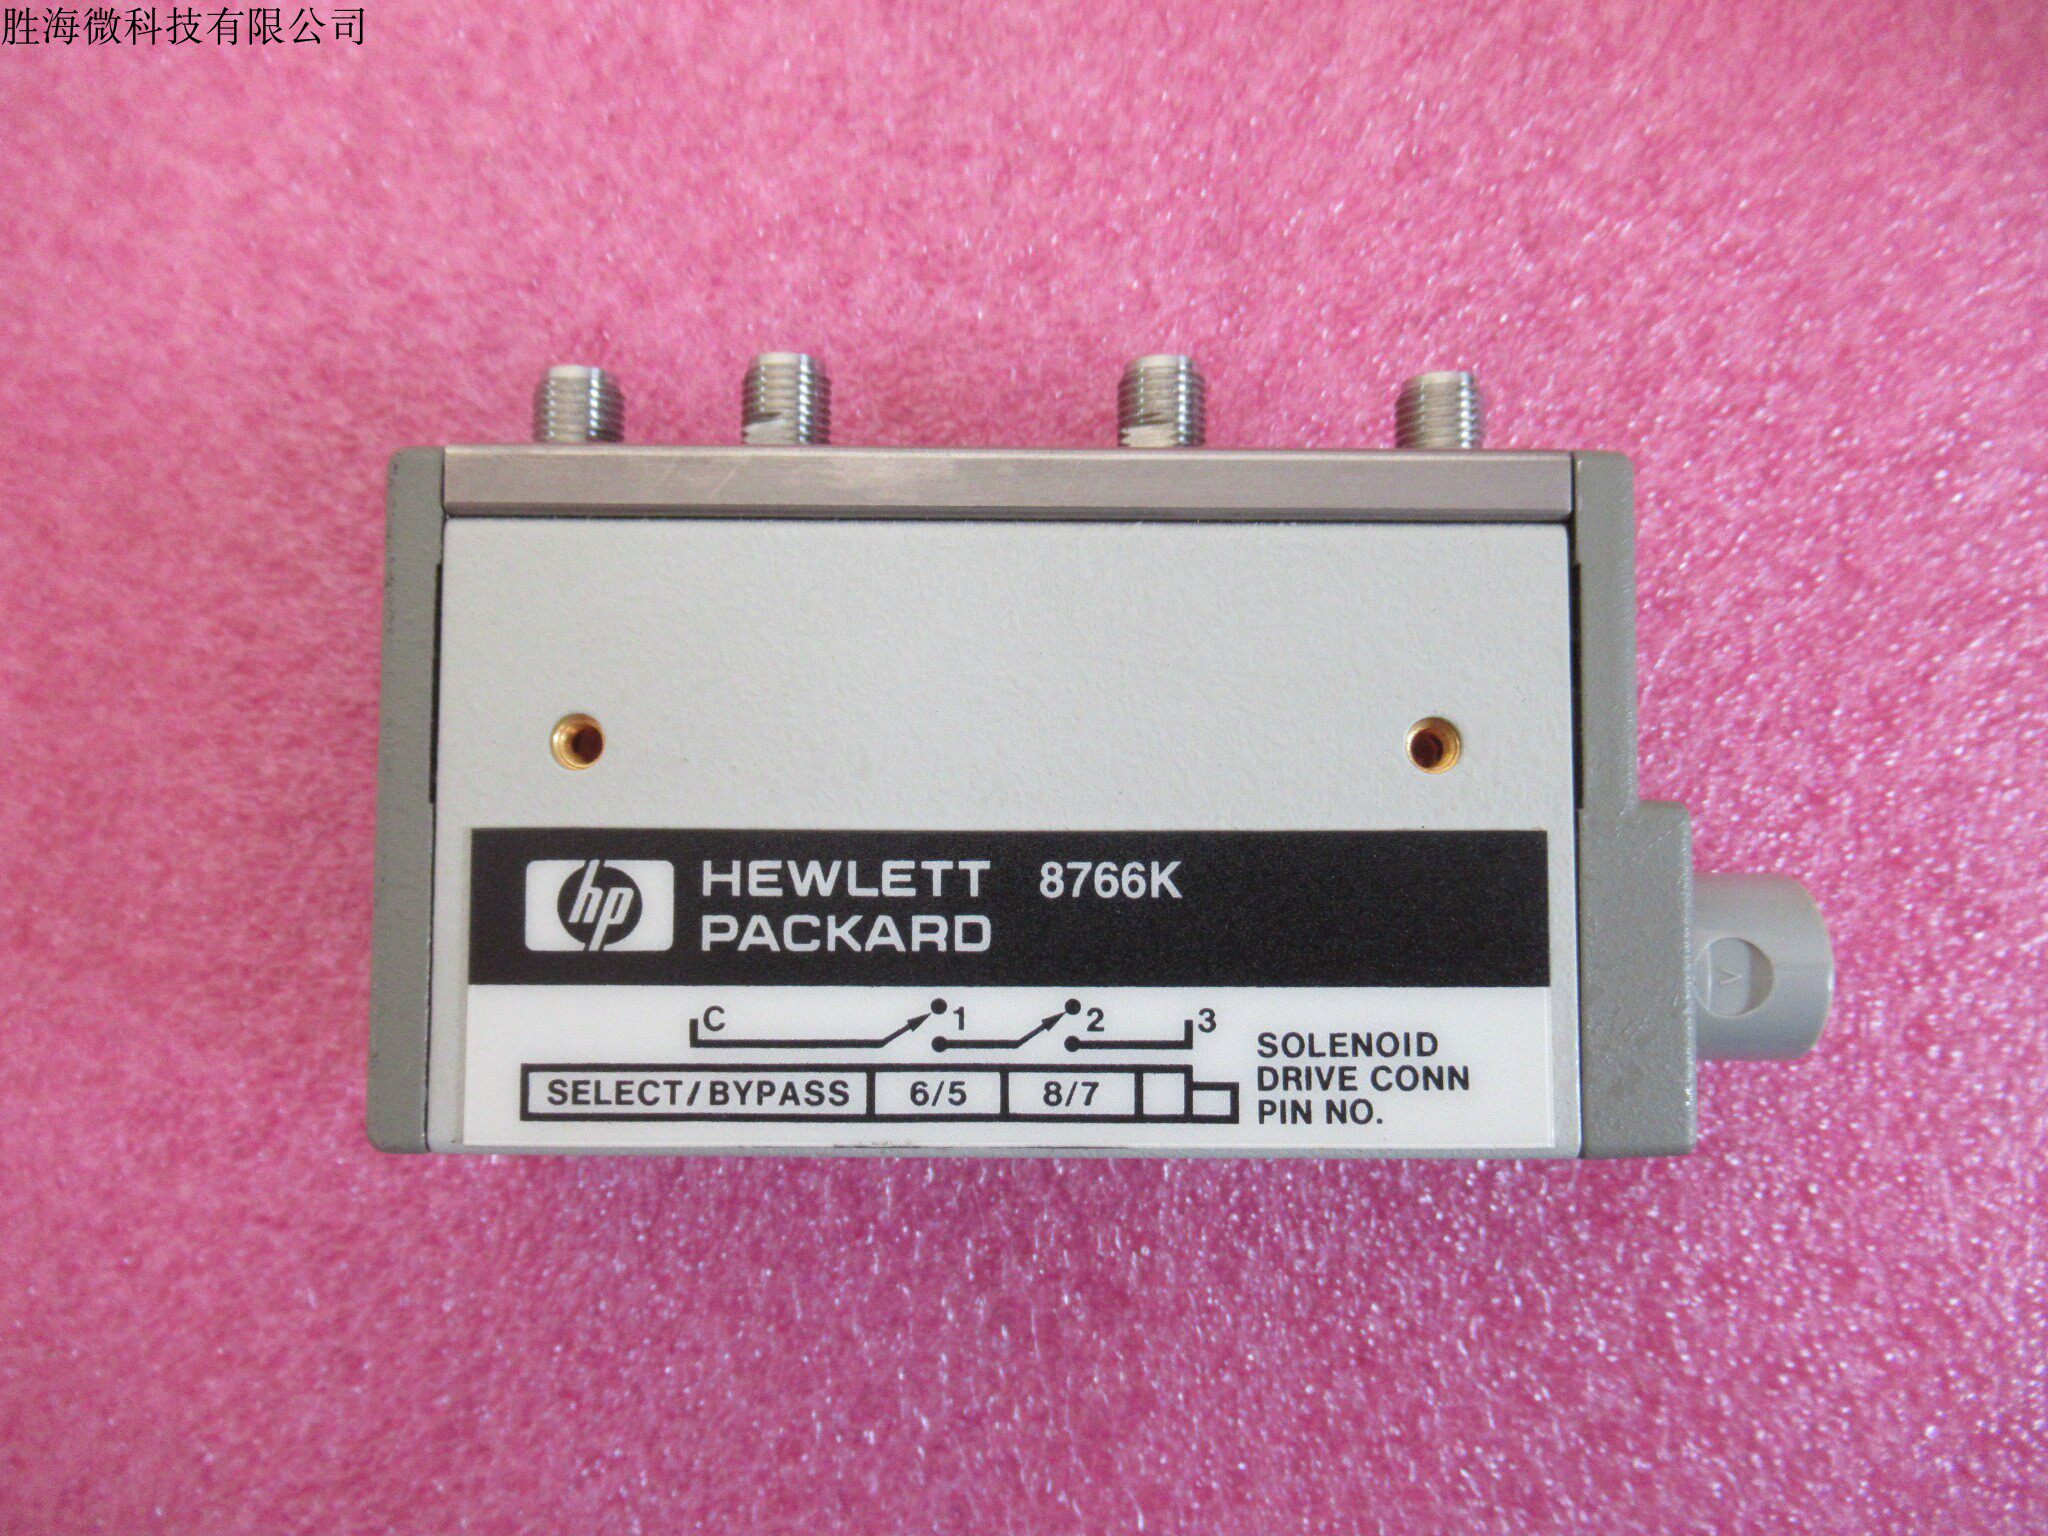 胜海微科技有限公司
hp HEWLETT PACKARD 8766K
C 1 2 3
SELECT/BYPASS 6/5 8/7
SOLENOID
DRIVE CONN
PIN NO.
V